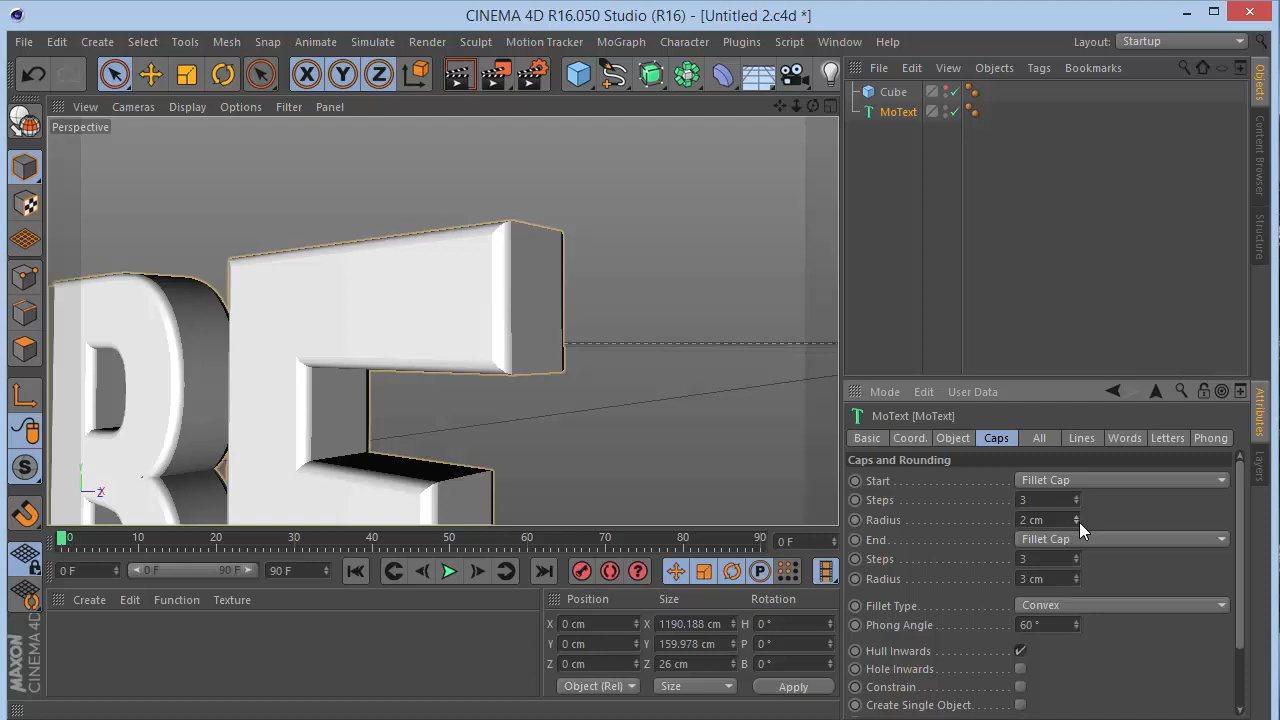 CINEMA 4D R16.050 Studio (R16) - [Untitled 2.c4d *]
File Edit Create Select Tools Mesh Snap Animate Simulate Render Sculpt Motion Tracker MoGraph Character Plugins Script Window Help Layout: Startup
X Y Z
File Edit View Objects Tags Bookmarks
View Cameras Display Options Filter Panel
Perspective
Cube
MoText
Objects
Content Browser
Structure
RE
Y
Z X
Mode Edit User Data
MoText [MoText]
Basic Coord. Object Caps All Lines Words Letters Phong
Attributes
Layers
Caps and Rounding
Start Fillet Cap
Steps 3
Radius 2 cm
End Fillet Cap
Steps 3
Radius 3 cm
Fillet Type Convex
Phong Angle 60 °
Hull Inwards
Hole Inwards
Constrain
Create Single Object
0 10 20 30 40 50 60 70 80 90 0 F
0 F 0 F 90 F 90 F
P
S
Create Edit Function Texture
Position Size Rotation
X 0 cm X 1190.188 cm H 0 °
Y 0 cm Y 159.978 cm P 0 °
Z 0 cm Z 26 cm B 0 °
Object (Rel) Size Apply
MAXON
CINEMA 4D